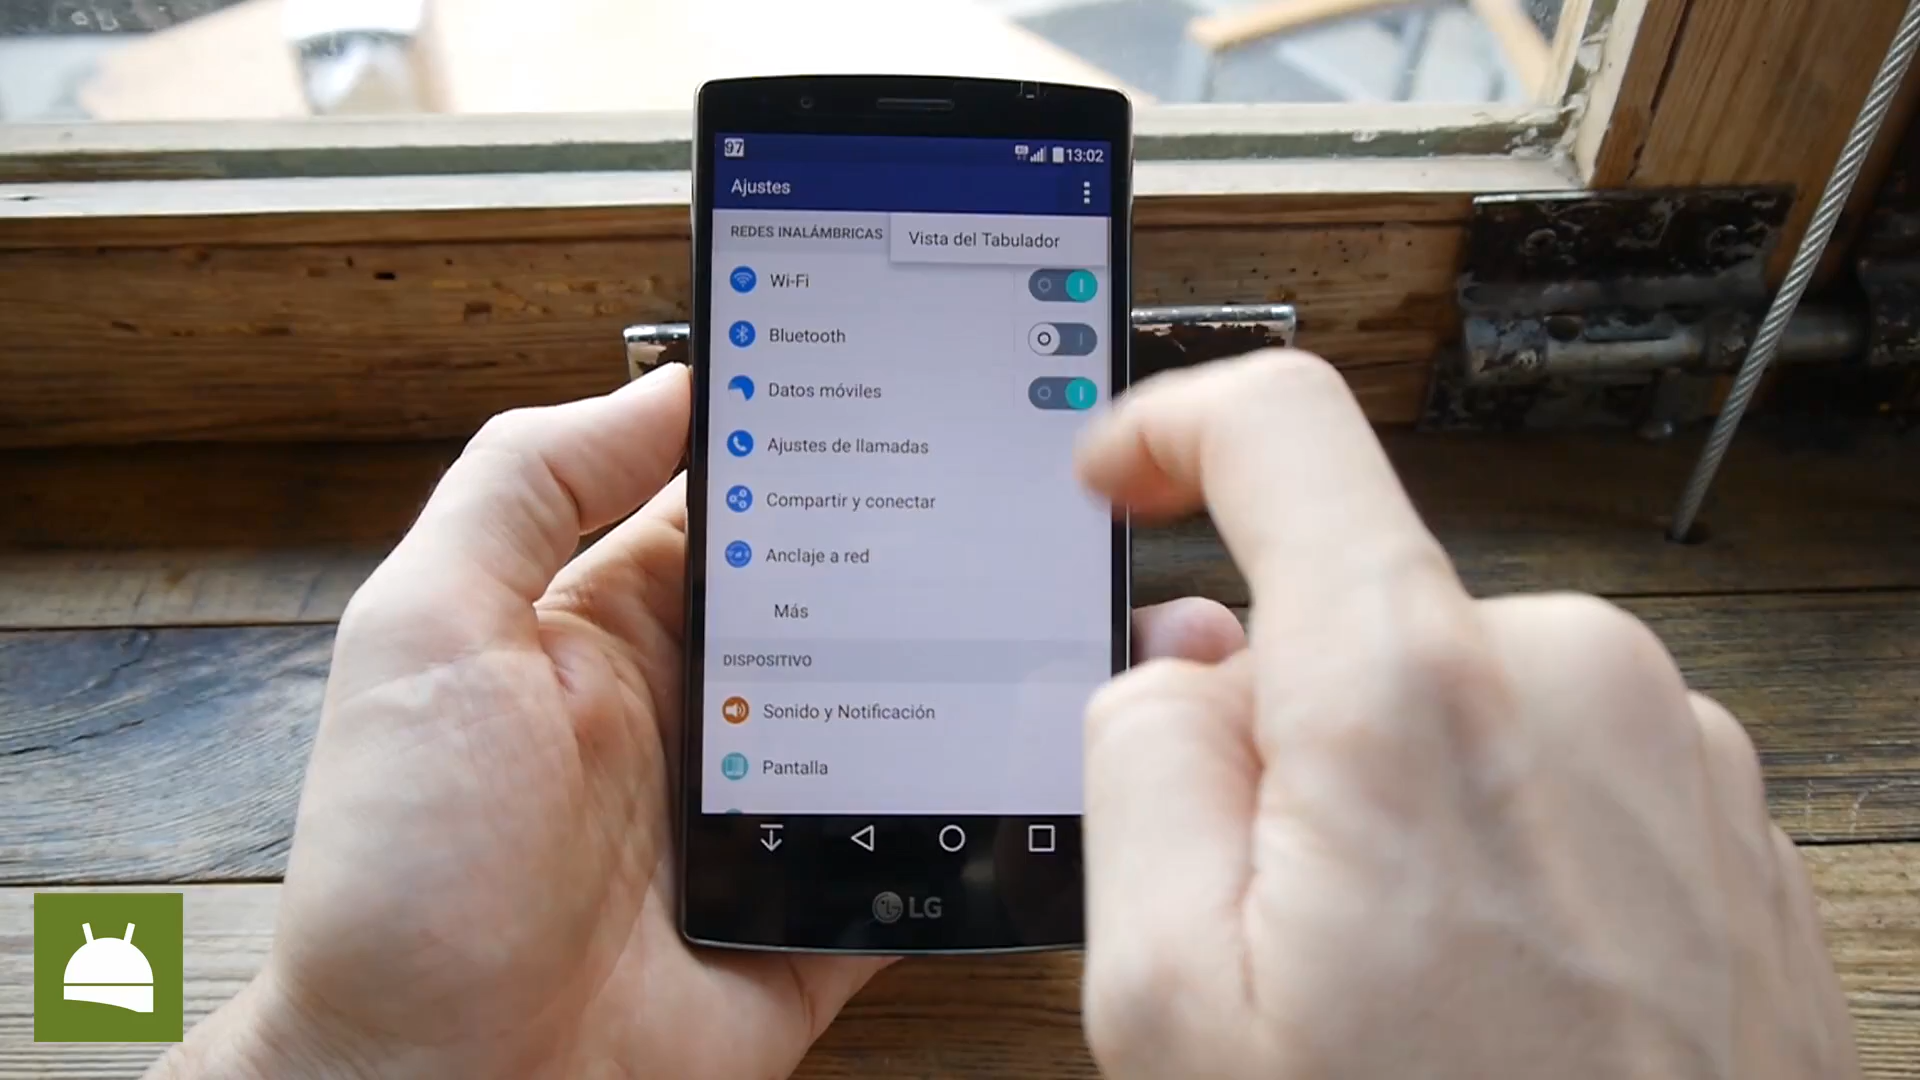 97
13:02
Ajustes
REDES INALÁMBRICAS
Vista del Tabulador
Wi-Fi
Bluetooth
Datos móviles
Ajustes de llamadas
Compartir y conectar
Anclaje a red
Más
DISPOSITIVO
Sonido y Notificación
Pantalla
LG